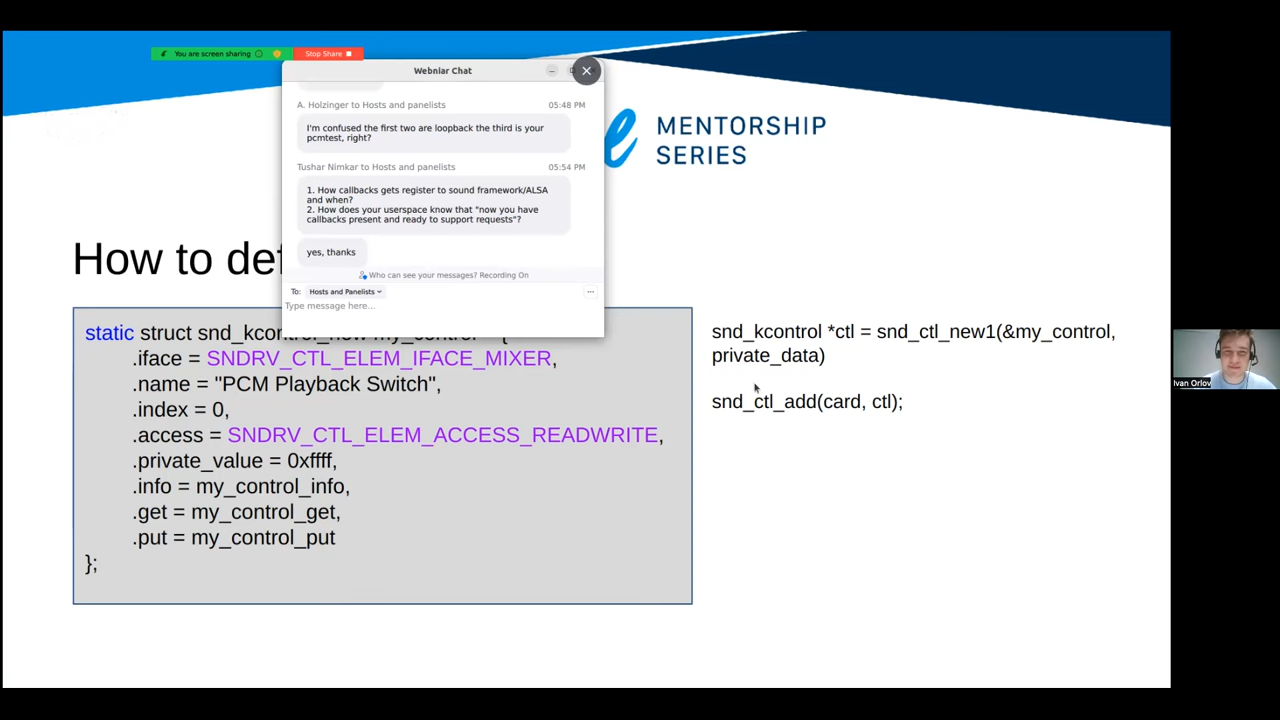 You are screen sharing
Stop Share
Webniar Chat
A. Holzinger to Hosts and panelists 05:48 PM
I'm confused the first two are loopback the third is your
pcmtest, right?
Tushar Nimkar to Hosts and panelists 05:54 PM
1. How callbacks gets register to sound framework/ALSA
and when?
2. How does your userspace know that "now you have
callbacks present and ready to support requests"?
yes, thanks
Who can see your messages? Recording On
To: Hosts and Panelists
Type message here...
MENTORSHIP
SERIES
How to
static struct
.iface = SNDRV_CTL_ELEM_IFACE_MIXER,
.name = "PCM Playback Switch",
.index = 0,
.access = SNDRV_CTL_ELEM_ACCESS_READWRITE,
.private_value = 0xffff,
.info = my_control_info,
.get = my_control_get,
.put = my_control_put
};
snd_kcontrol *ctl = snd_ctl_new1(&my_control,
private_data)
snd_ctl_add(card, ctl);
Ivan Orlov